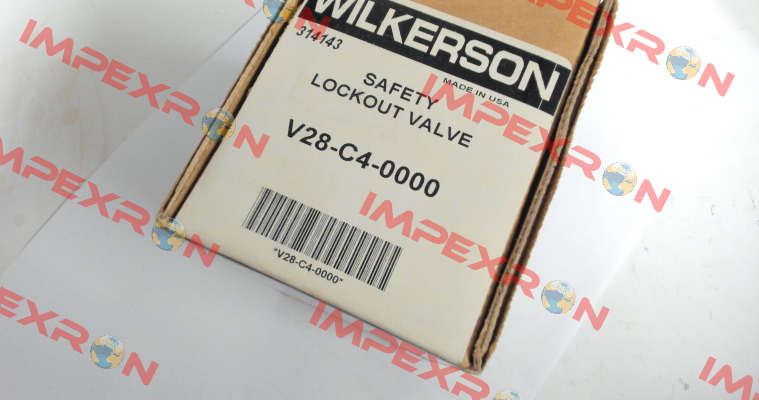 WILKERSON
314143
MADE IN USA
SAFETY
LOCKOUT VALVE
V28-C4-0000
*V28-C4-0000*
IMPEXRON
IMPEXRON
IMPEXRON
IMPEXRON
IMPEXRON
IMPEXRON
IMPEXRON
IMPEXRON